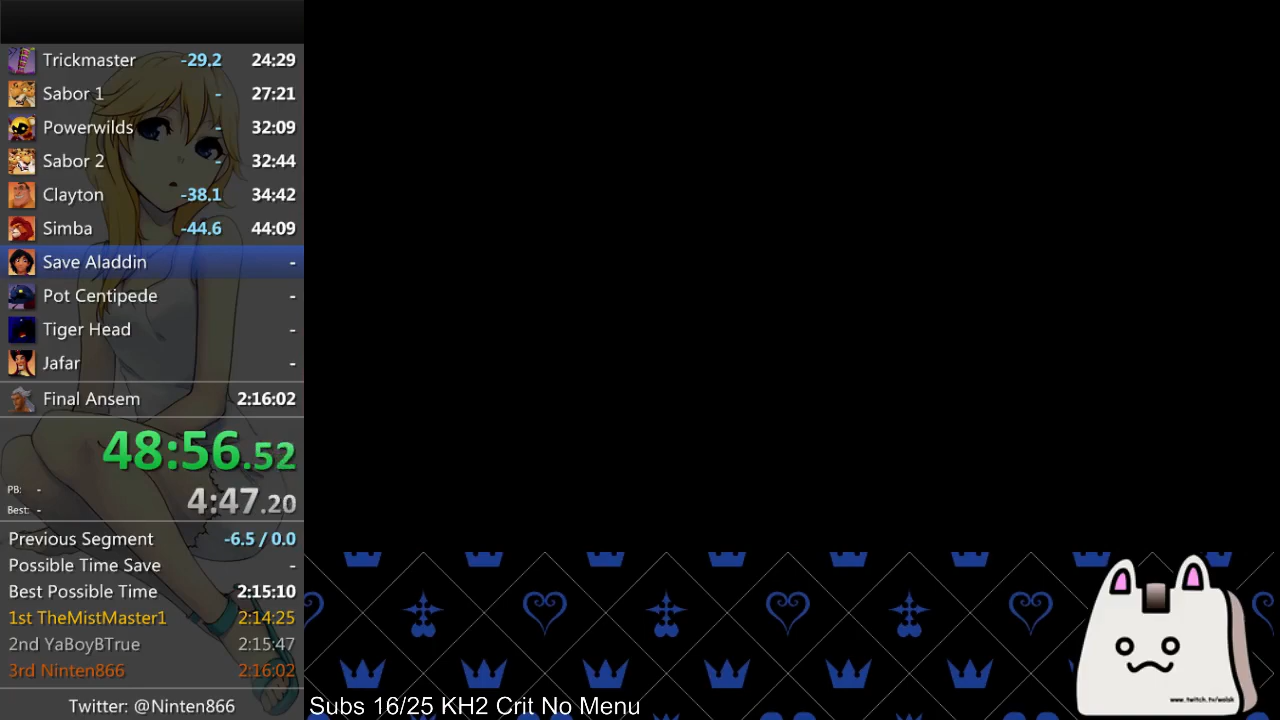 Trickmaster -29.2 24:29
Sabor 1 - 27:21
Powerwilds - 32:09
Sabor 2 - 32:44
Clayton -38.1 34:42
Simba -44.6 44:09
Save Aladdin -
Pot Centipede -
Tiger Head -
Jafar -
Final Ansem 2:16:02
48:56.52
PB: -
4:47.20
Best: -
Previous Segment -6.5 / 0.0
Possible Time Save -
Best Possible Time 2:15:10
1st TheMistMaster1 2:14:25
2nd YaBoyBTrue 2:15:47
3rd Ninten866 2:16:02
Twitter: @Ninten866
Subs 16/25 KH2 Crit No Menu